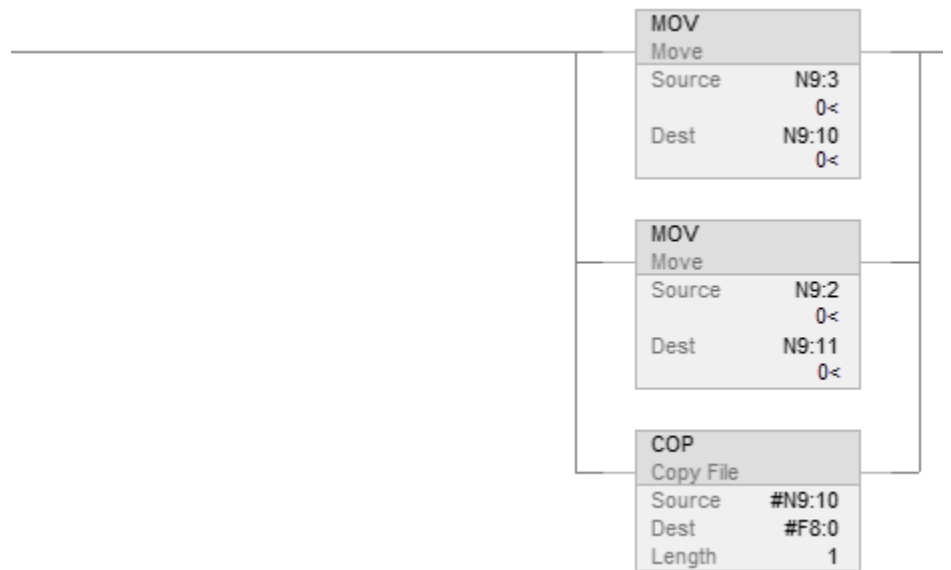 MOV
Move
Source N9:3
0<
Dest N9:10
0<
MOV
Move
Source N9:2
0<
Dest N9:11
0<
COP
Copy File
Source #N9:10
Dest #F8:0
Length 1